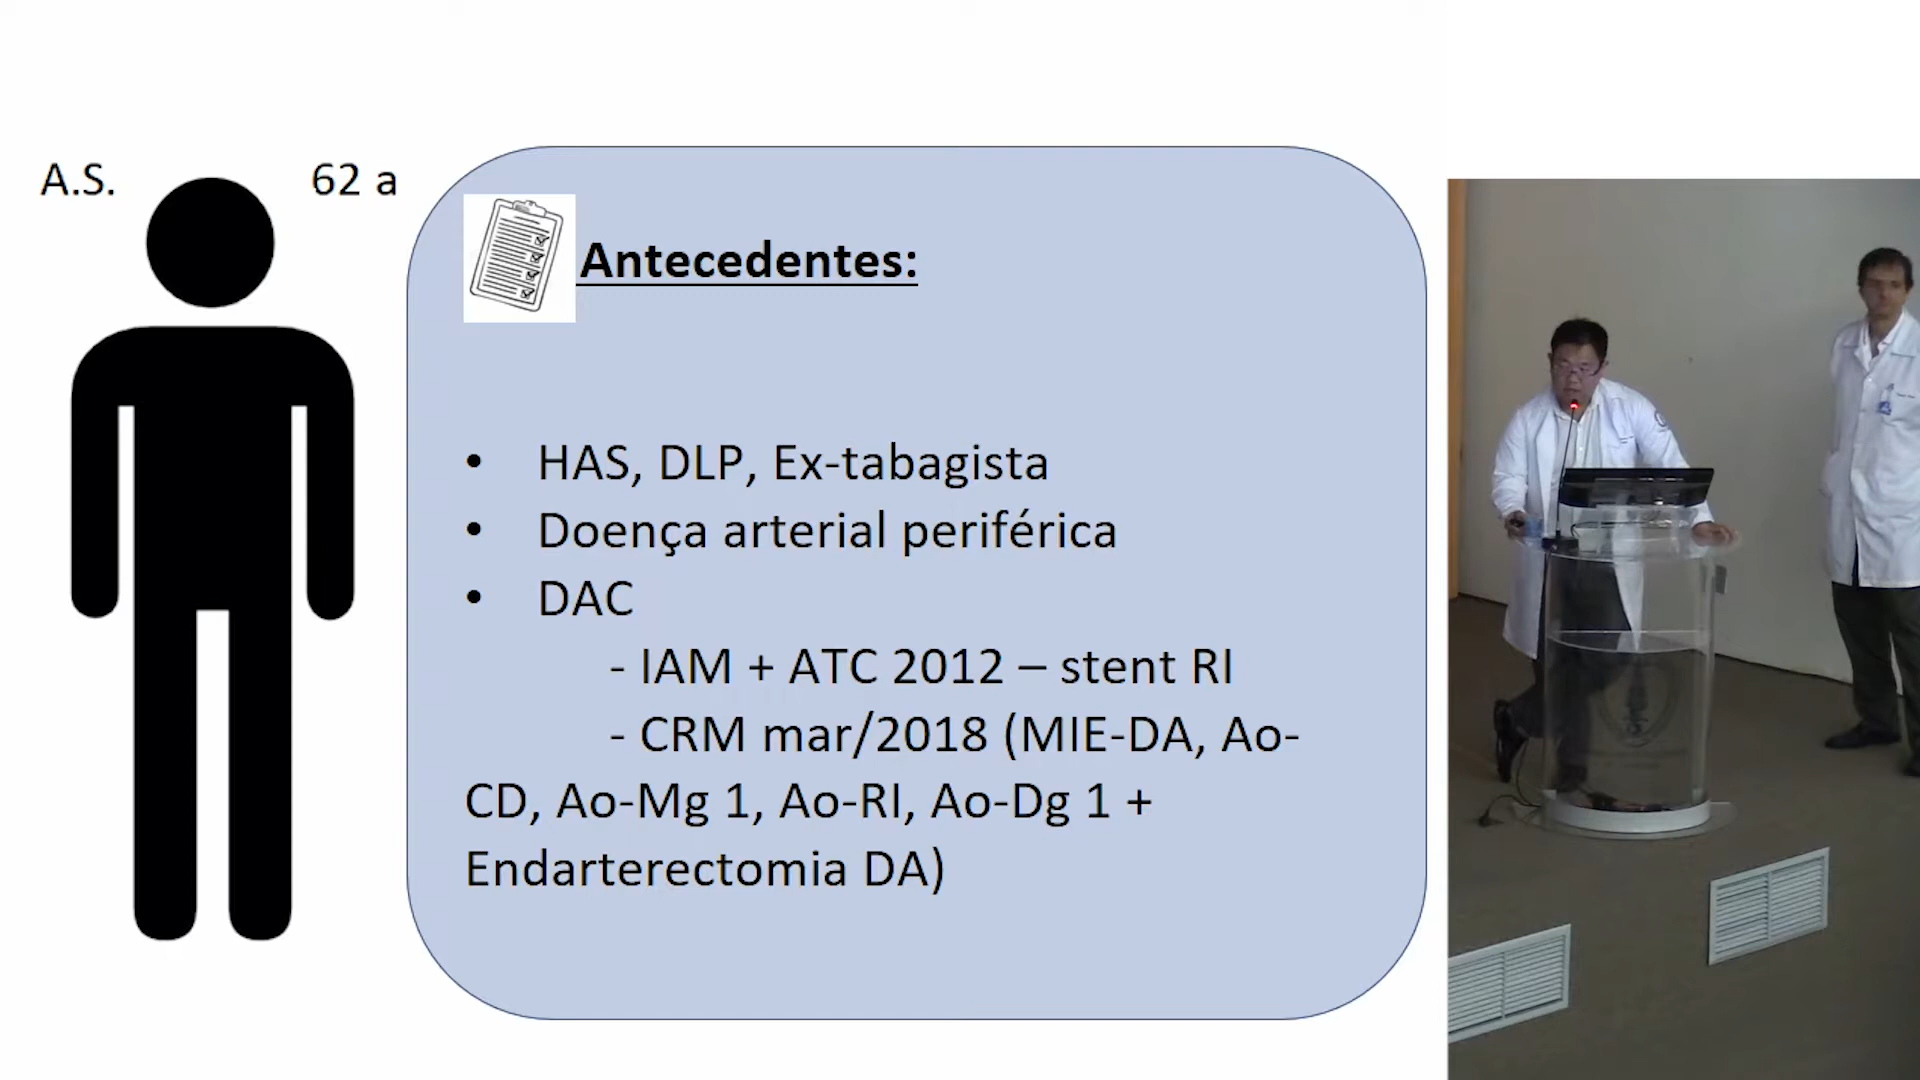 A.S.
62 a
Antecedentes:
• HAS, DLP, Ex-tabagista
• Doença arterial periférica
• DAC
- IAM + ATC 2012 – stent RI
- CRM mar/2018 (MIE-DA, Ao-
CD, Ao-Mg 1, Ao-RI, Ao-Dg 1 +
Endarterectomia DA)